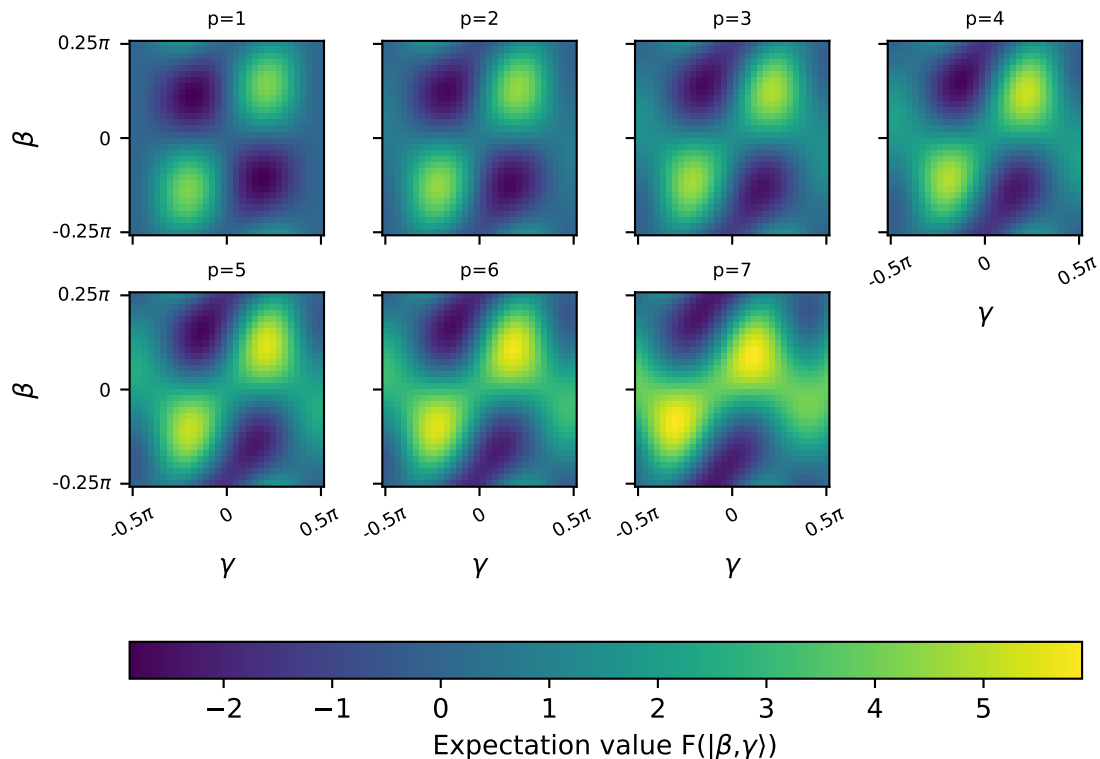 p=1 p=2 p=3 p=4
0.25π
β 0
-0.25π
p=5 p=6 p=7 -0.5π 0 0.5π
γ
0.25π
β 0
-0.25π
-0.5π 0 0.5π -0.5π 0 0.5π -0.5π 0 0.5π
γ γ γ
−2 −1 0 1 2 3 4 5
Expectation value F(|β,γ⟩)